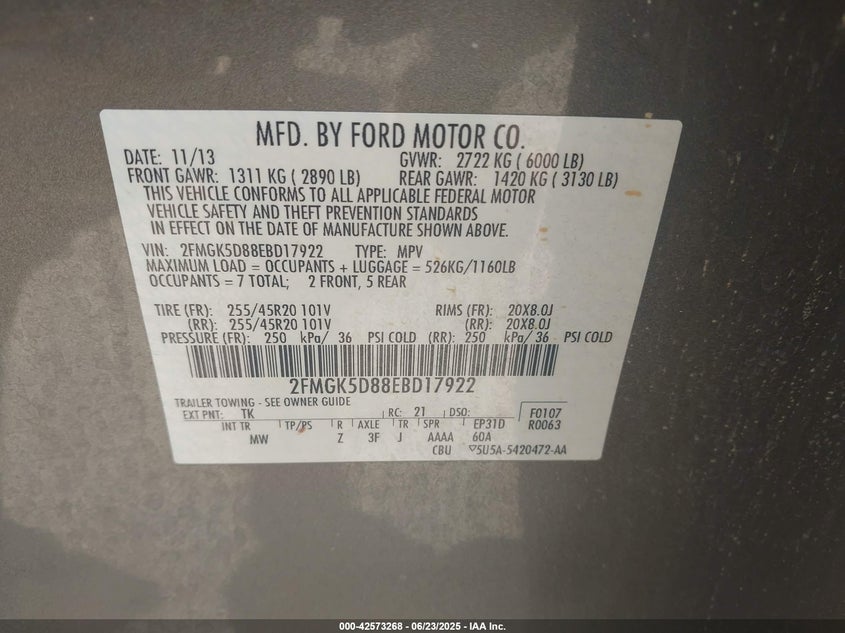 MFD. BY FORD MOTOR CO.
DATE: 11/13 GVWR: 2722 KG ( 6000 LB)
FRONT GAWR: 1311 KG ( 2890 LB) REAR GAWR: 1420 KG ( 3130 LB)
THIS VEHICLE CONFORMS TO ALL APPLICABLE FEDERAL MOTOR
VEHICLE SAFETY AND THEFT PREVENTION STANDARDS
IN EFFECT ON THE DATE OF MANUFACTURE SHOWN ABOVE.
VIN: 2FMGK5D88EBD17922 TYPE: MPV
MAXIMUM LOAD = OCCUPANTS + LUGGAGE = 526KG/1160LB
OCCUPANTS = 7 TOTAL; 2 FRONT, 5 REAR
TIRE (FR): 255/45R20 101V RIMS (FR): 20X8.0J
(RR): 255/45R20 101V (RR): 20X8.0J
PRESSURE (FR): 250 kPa/ 36 PSI COLD (RR): 250 kPa/ 36 PSI COLD
2FMGK5D88EBD17922
TRAILER TOWING - SEE OWNER GUIDE
EXT PNT: TK RC: 21 DSO: F0107
INT TR TP/PS R AXLE TR SPR EP31D R0063
MW Z 3F J AAAA 60A
CBU ▽5U5A-5420472-AA
000-42573268 - 06/23/2025 - IAA Inc.